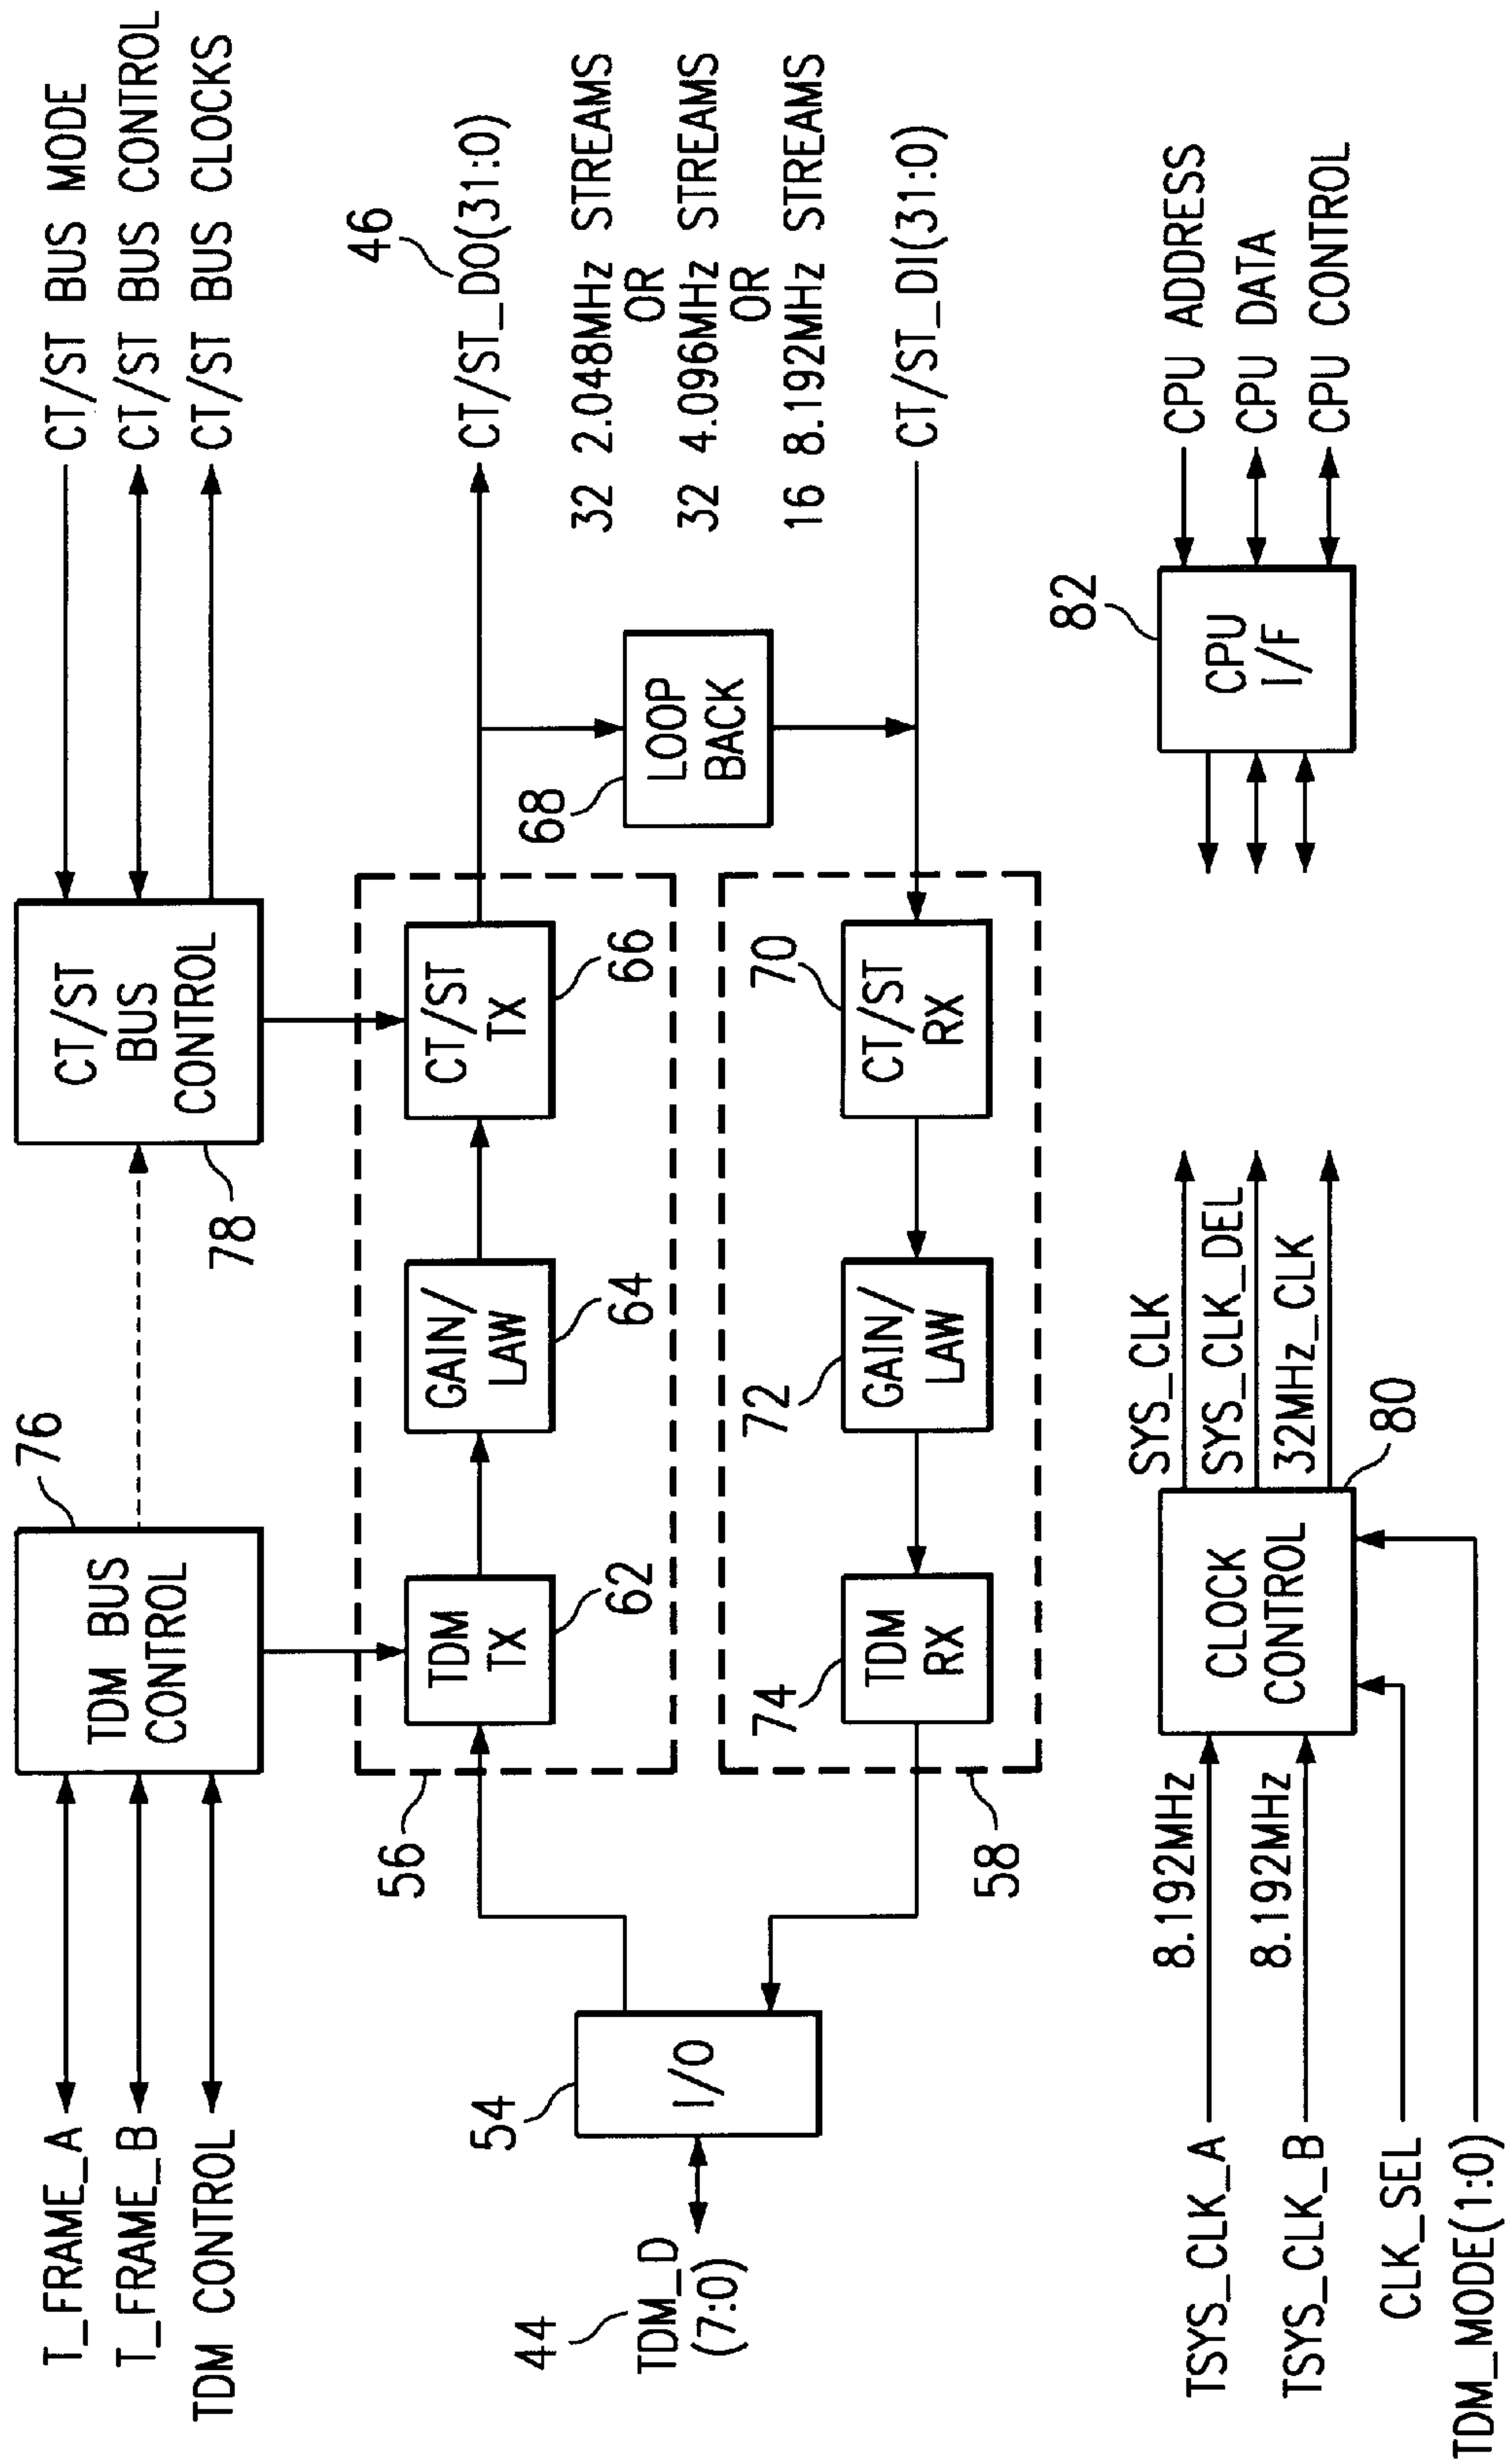 T_FRAME_A
T_FRAME_B
TDM CONTROL
76
TDM BUS
CONTROL
78
CT/ST
BUS
CONTROL
CT/ST BUS MODE
CT/ST BUS CONTROL
CT/ST BUS CLOCKS
44
TDM_D
(7:0)
54
I/O
56
TDM
TX
62
GAIN/
LAW
64
CT/ST
TX
66
46
CT/ST_DO(31:0)
32 2.048MHz STREAMS
OR
32 4.096MHz STREAMS
OR
16 8.192MHz STREAMS
68
LOOP
BACK
58
74
TDM
RX
72
GAIN/
LAW
70
CT/ST
RX
CT/ST_DI(31:0)
TSYS_CLK_A
8.192MHz
TSYS_CLK_B
8.192MHz
CLK_SEL
TDM_MODE(1:0)
CLOCK
CONTROL
80
SYS_CLK
SYS_CLK_DEL
32MHz_CLK
82
CPU
I/F
CPU ADDRESS
CPU DATA
CPU CONTROL